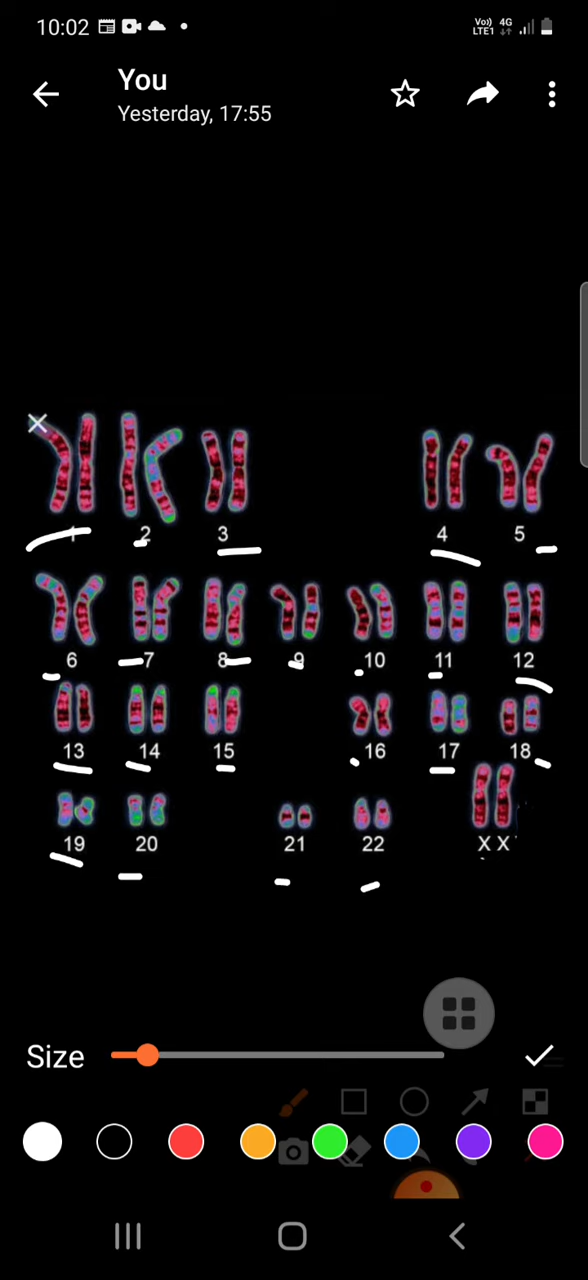 10:02
Vo)) 4G
LTE1
You
Yesterday, 17:55
1 2 3 4 5
6 7 8 9 10 11 12
13 14 15 16 17 18
19 20 21 22 X X
Size